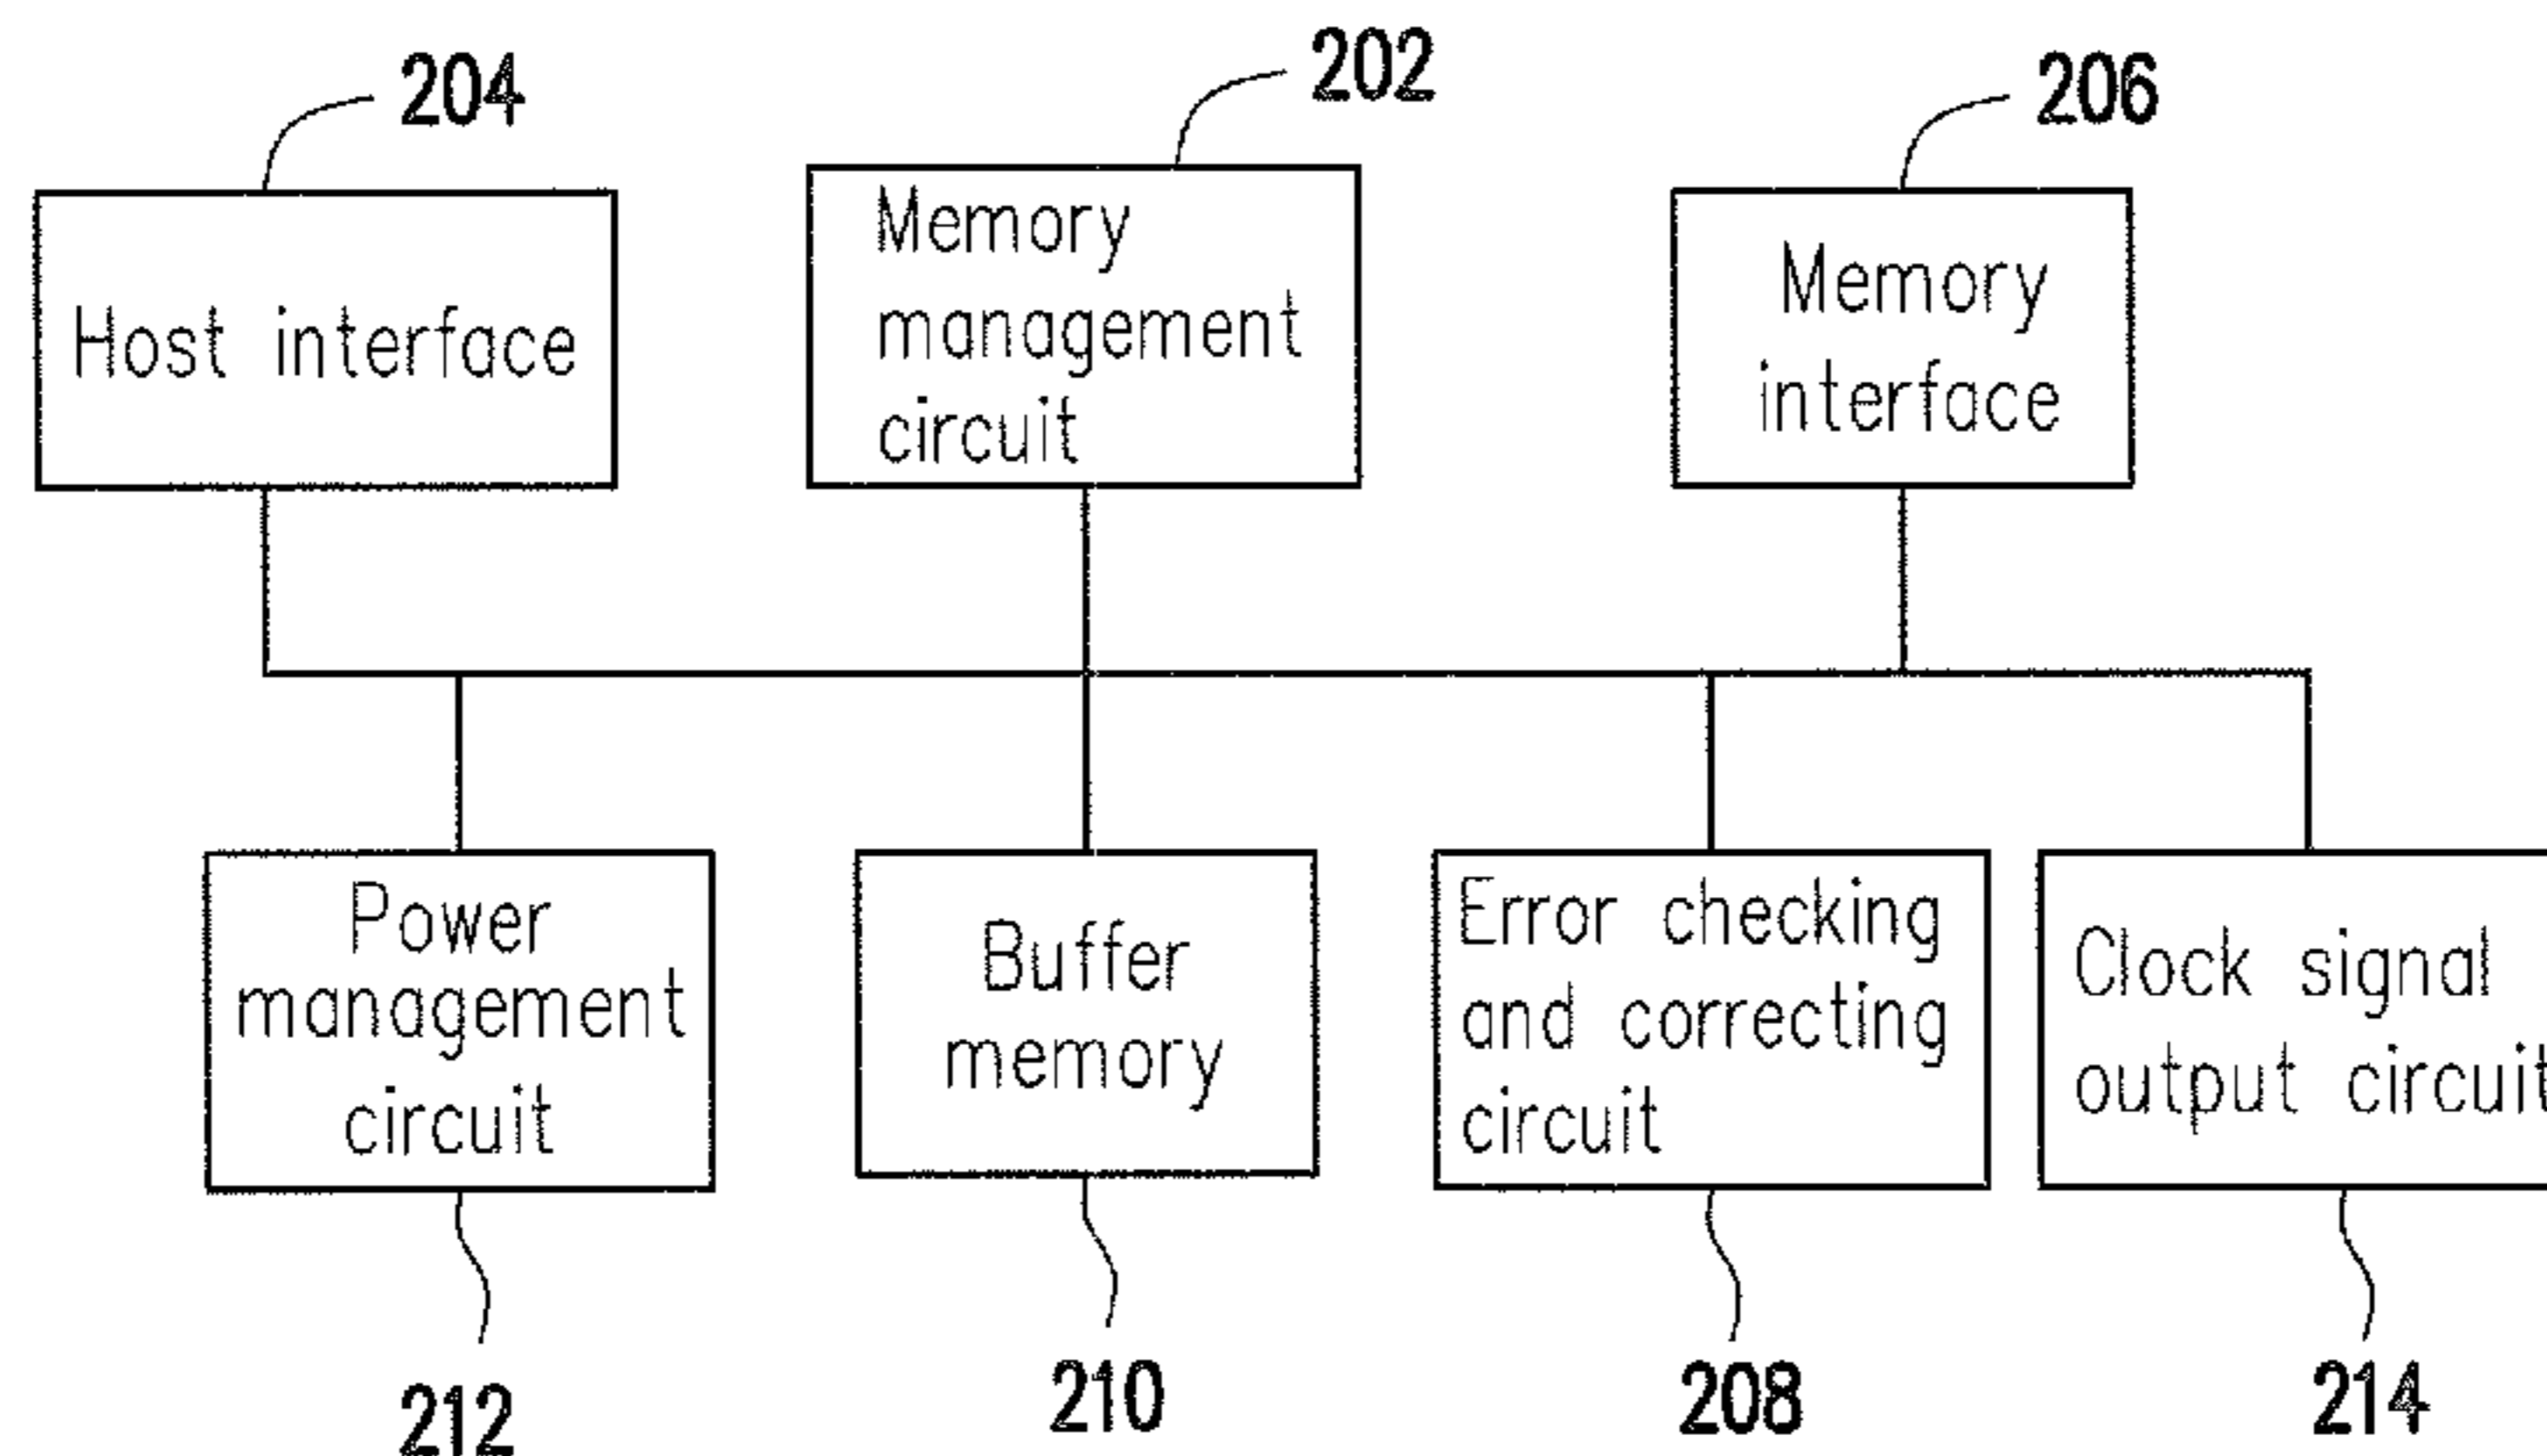 204
202
206
Host interface
Memory
management
circuit
Memory
interface
Power
management
circuit
Buffer
memory
Error checking
and correcting
circuit
Clock signal
output circuit
212
210
208
214